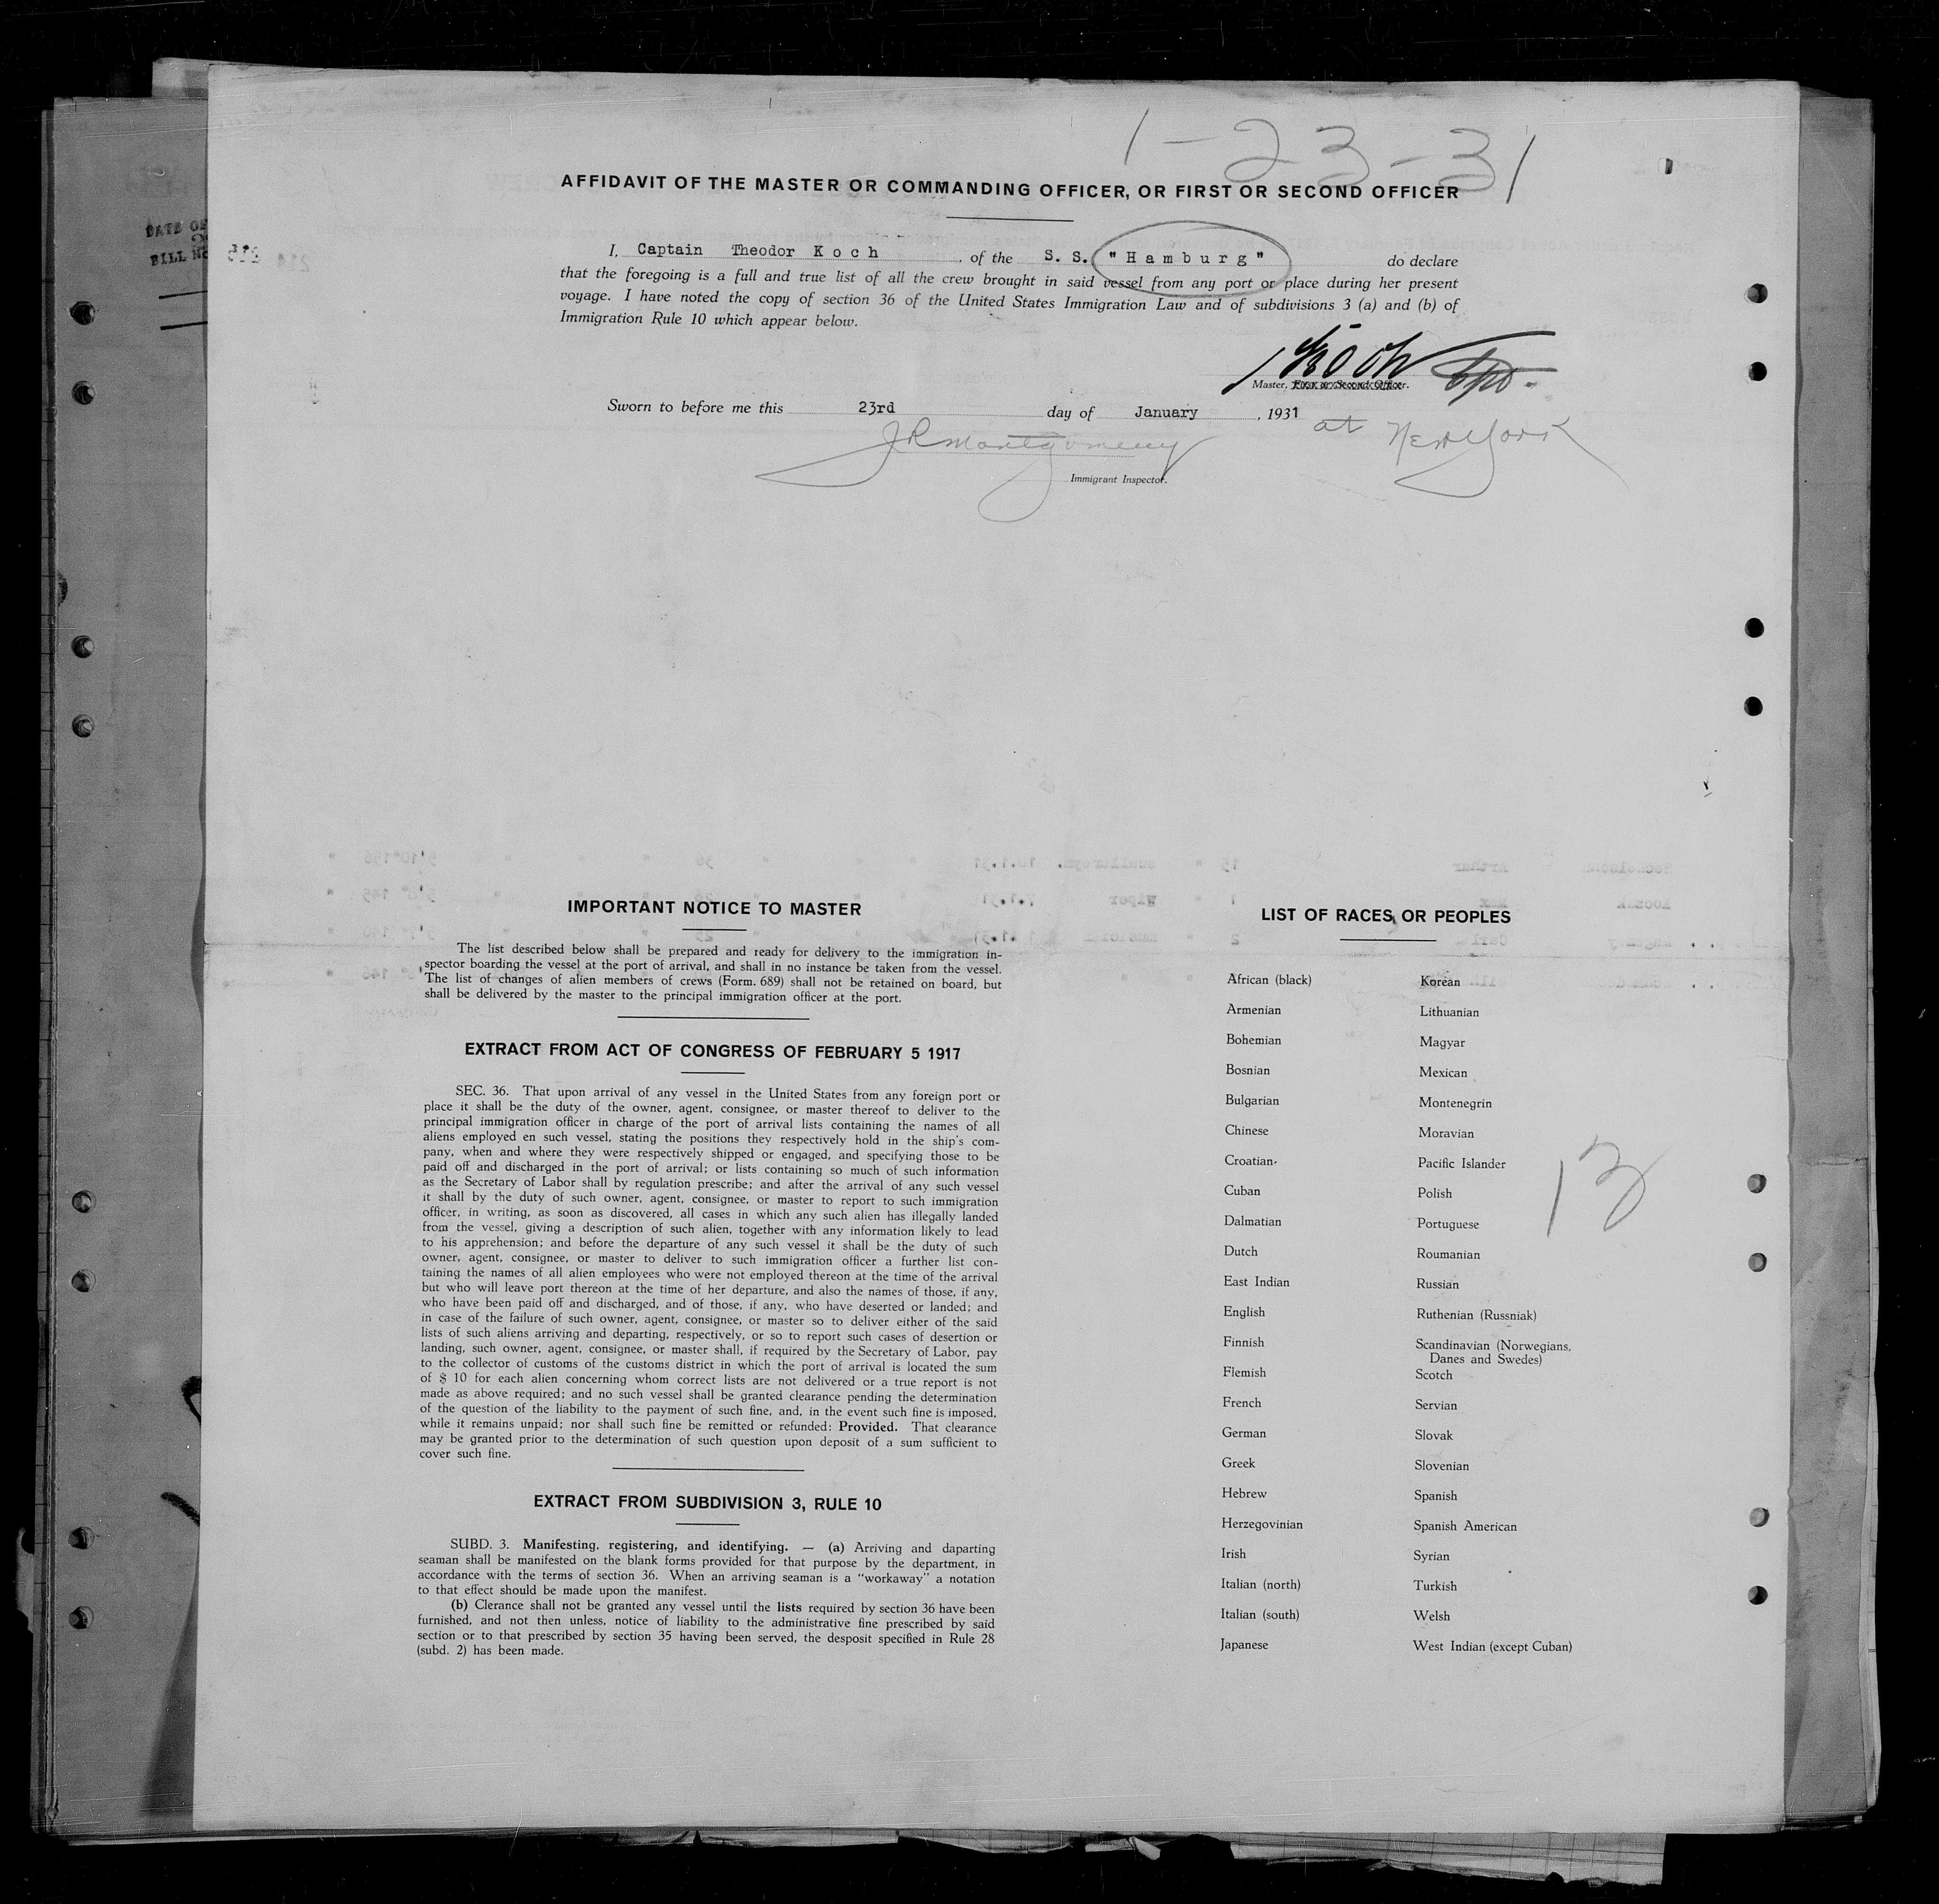 1-23-31
AFFIDAVIT OF THE MASTER OR COMMANDING OFFICER, OR FIRST OR SECOND OFFICER
I, Captain Theodor Koch, of the S. S. "Hamburg" do declare
that the foregoing is a full and true list of all the crew brought in said vessel from any port or place during her present
voyage. I have noted the copy of section 36 of the United States Immigration Law and of subdivisions 3 (a) and (b) of
Immigration Rule 10 which appear below.
Koch
Master, First or Second Officer.
Sworn to before me this 23rd day of January, 1931 at New York
J R Montgomery
Immigrant Inspector.
DATE OF
BILL NO
IMPORTANT NOTICE TO MASTER
The list described below shall be prepared and ready for delivery to the immigration in-
spector boarding the vessel at the port of arrival, and shall in no instance be taken from the vessel.
The list of changes of alien members of crews (Form. 689) shall not be retained on board, but
shall be delivered by the master to the principal immigration officer at the port.
EXTRACT FROM ACT OF CONGRESS OF FEBRUARY 5 1917
SEC. 36. That upon arrival of any vessel in the United States from any foreign port or
place it shall be the duty of the owner, agent, consignee, or master thereof to deliver to the
principal immigration officer in charge of the port of arrival lists containing the names of all
aliens employed en such vessel, stating the positions they respectively hold in the ship's com-
pany, when and where they were respectively shipped or engaged, and specifying those to be
paid off and discharged in the port of arrival; or lists containing so much of such information
as the Secretary of Labor shall by regulation prescribe; and after the arrival of any such vessel
it shall by the duty of such owner, agent, consignee, or master to report to such immigration
officer, in writing, as soon as discovered, all cases in which any such alien has illegally landed
from the vessel, giving a description of such alien, together with any information likely to lead
to his apprehension; and before the departure of any such vessel it shall be the duty of such
owner, agent, consignee, or master to deliver to such immigration officer a further list con-
taining the names of all alien employees who were not employed thereon at the time of the arrival
but who will leave port thereon at the time of her departure, and also the names of those, if any,
who have been paid off and discharged, and of those, if any, who have deserted or landed; and
in case of the failure of such owner, agent, consignee, or master so to deliver either of the said
lists of such aliens arriving and departing, respectively, or so to report such cases of desertion or
landing, such owner, agent, consignee, or master shall, if required by the Secretary of Labor, pay
to the collector of customs of the customs district in which the port of arrival is located the sum
of $ 10 for each alien concerning whom correct lists are not delivered or a true report is not
made as above required; and no such vessel shall be granted clearance pending the determination
of the question of the liability to the payment of such fine, and, in the event such fine is imposed,
while it remains unpaid; nor shall such fine be remitted or refunded: Provided. That clearance
may be granted prior to the determination of such question upon deposit of a sum sufficient to
cover such fine.
EXTRACT FROM SUBDIVISION 3, RULE 10
SUBD. 3. Manifesting, registering, and identifying. — (a) Arriving and daparting
seaman shall be manifested on the blank forms provided for that purpose by the department, in
accordance with the terms of section 36. When an arriving seaman is a "workaway" a notation
to that effect should be made upon the manifest.
(b) Clerance shall not be granted any vessel until the lists required by section 36 have been
furnished, and not then unless, notice of liability to the administrative fine prescribed by said
section or to that prescribed by section 35 having been served, the desposit specified in Rule 28
(subd. 2) has been made.
LIST OF RACES OR PEOPLES
African (black)
Armenian
Bohemian
Bosnian
Bulgarian
Chinese
Croatian
Cuban
Dalmatian
Dutch
East Indian
English
Finnish
Flemish
French
German
Greek
Hebrew
Herzegovinian
Irish
Italian (north)
Italian (south)
Japanese
Korean
Lithuanian
Magyar
Mexican
Montenegrin
Moravian
Pacific Islander
Polish
Portuguese
Roumanian
Russian
Ruthenian (Russniak)
Scandinavian (Norwegians,
Danes and Swedes)
Scotch
Servian
Slovak
Slovenian
Spanish
Spanish American
Syrian
Turkish
Welsh
West Indian (except Cuban)
13